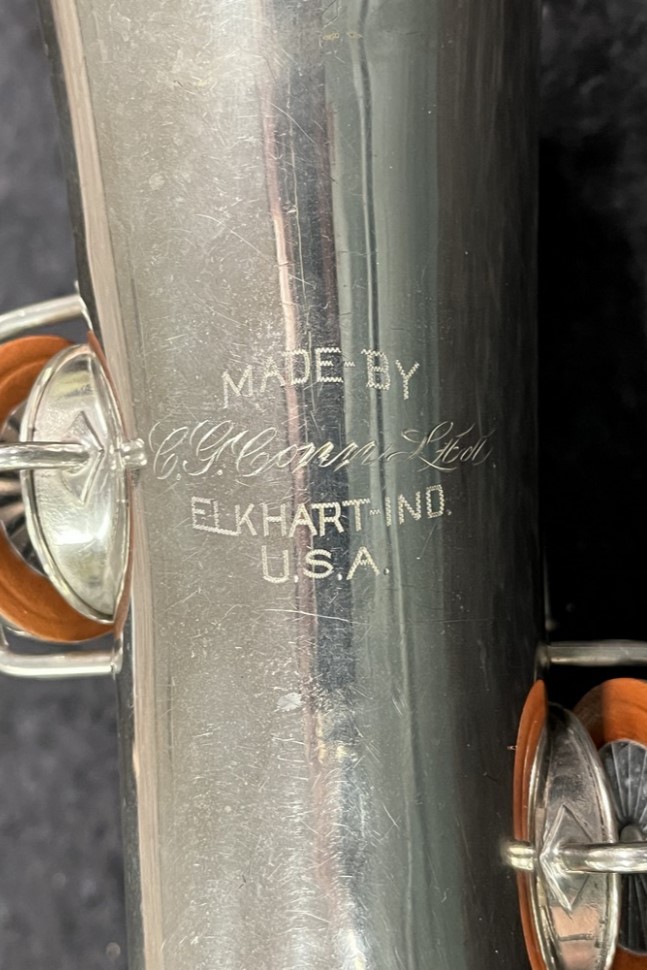 MADE-BY
C.G. Conn Ltd.
ELKHART-IND.
U.S.A.